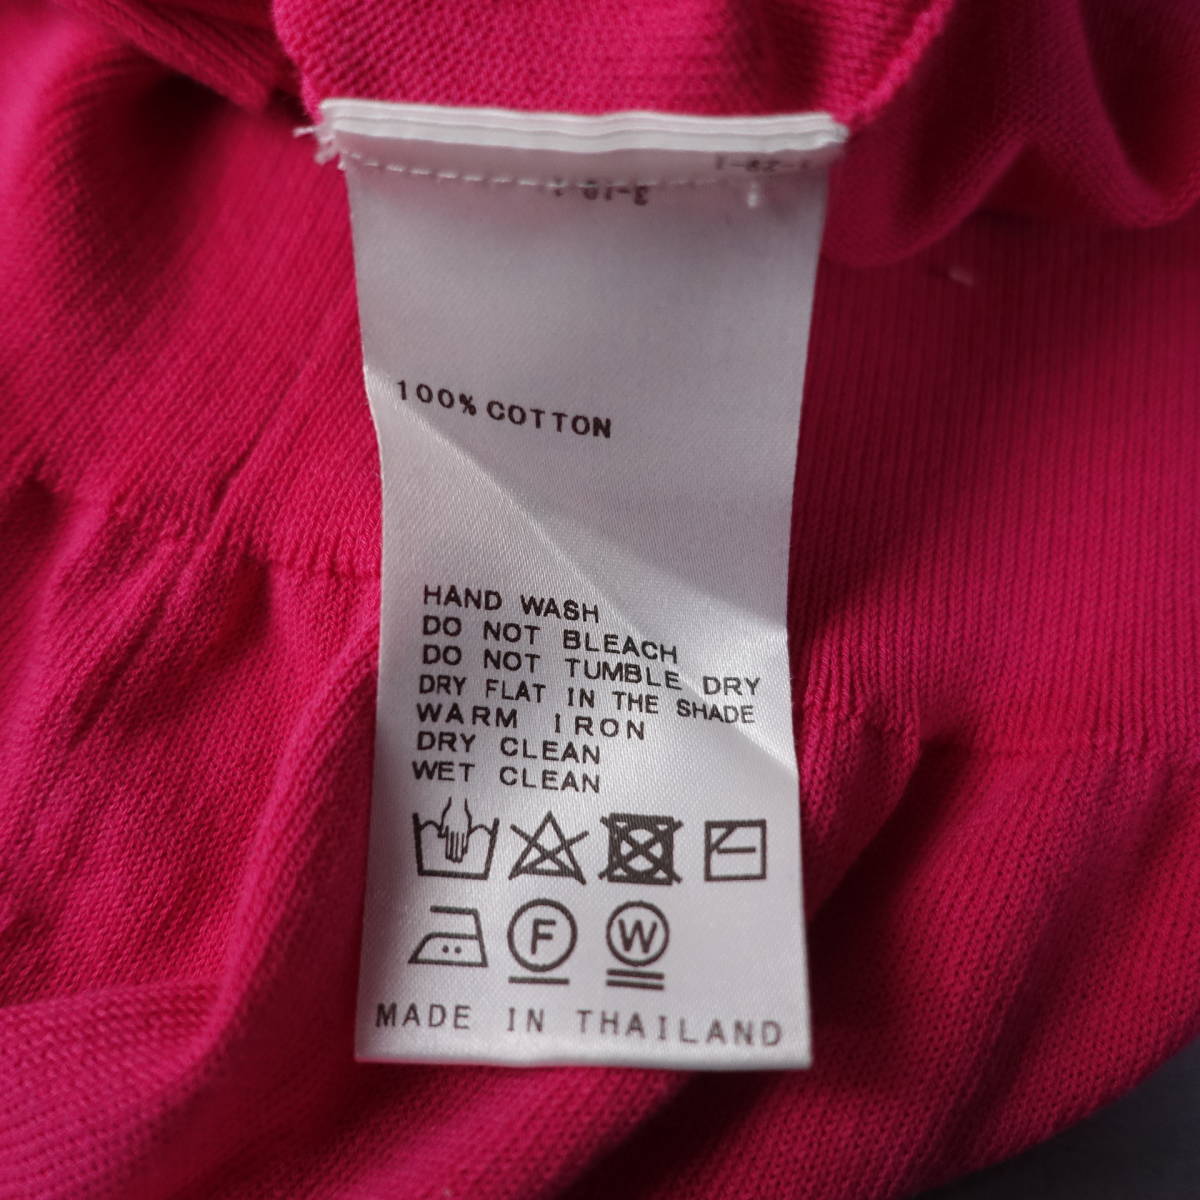 100% COTTON
HAND WASH
DO NOT BLEACH
DO NOT TUMBLE DRY
DRY FLAT IN THE SHADE
WARM IRON
DRY CLEAN
WET CLEAN
F W
MADE IN THAILAND